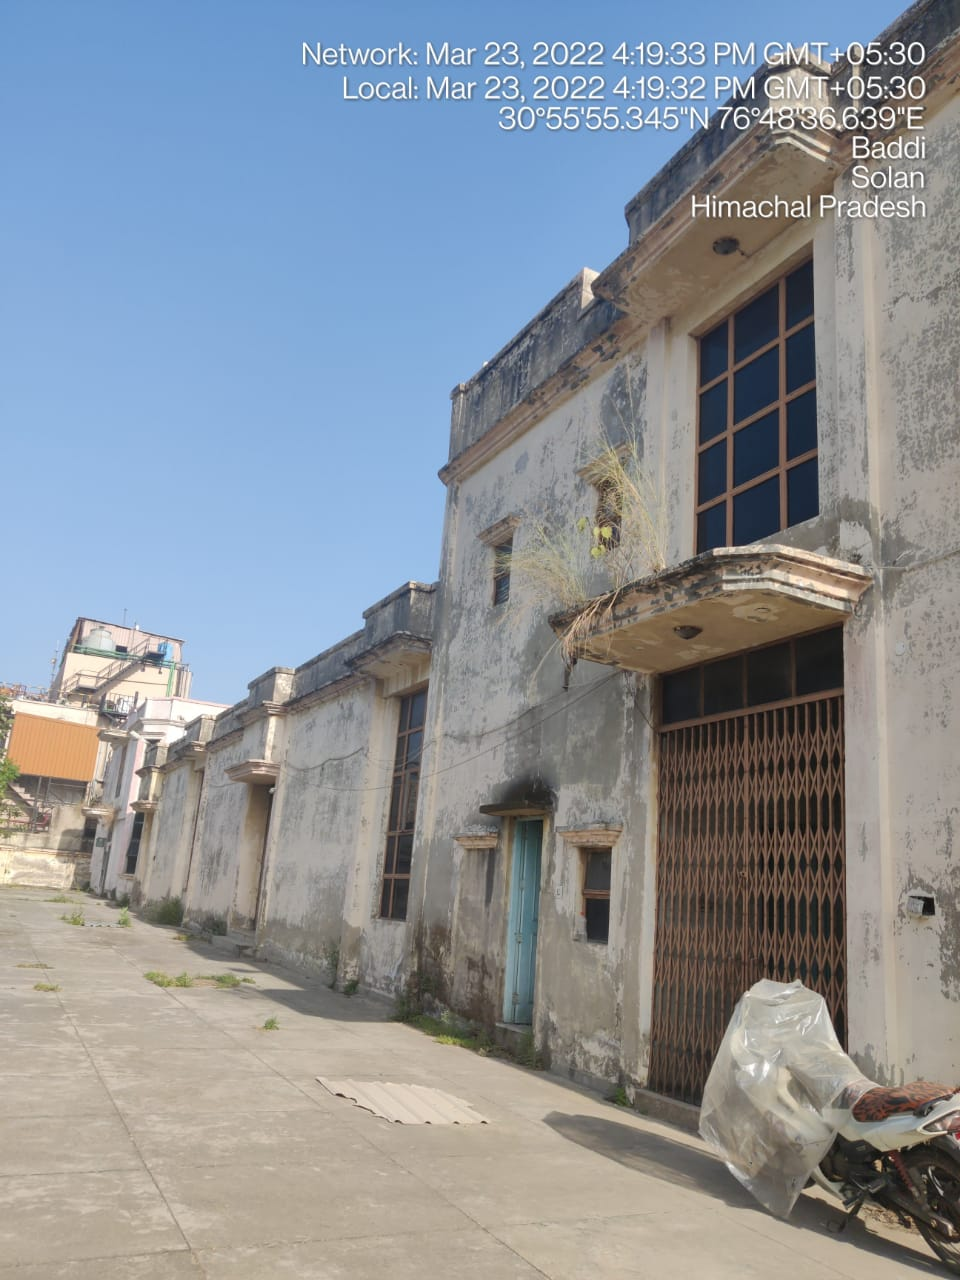 Network: Mar 23, 2022 4:19:33 PM GMT+05:30
Local: Mar 23, 2022 4:19:32 PM GMT+05:30
30°55'55.345"N 76°48'36.639"E
Baddi
Solan
Himachal Pradesh